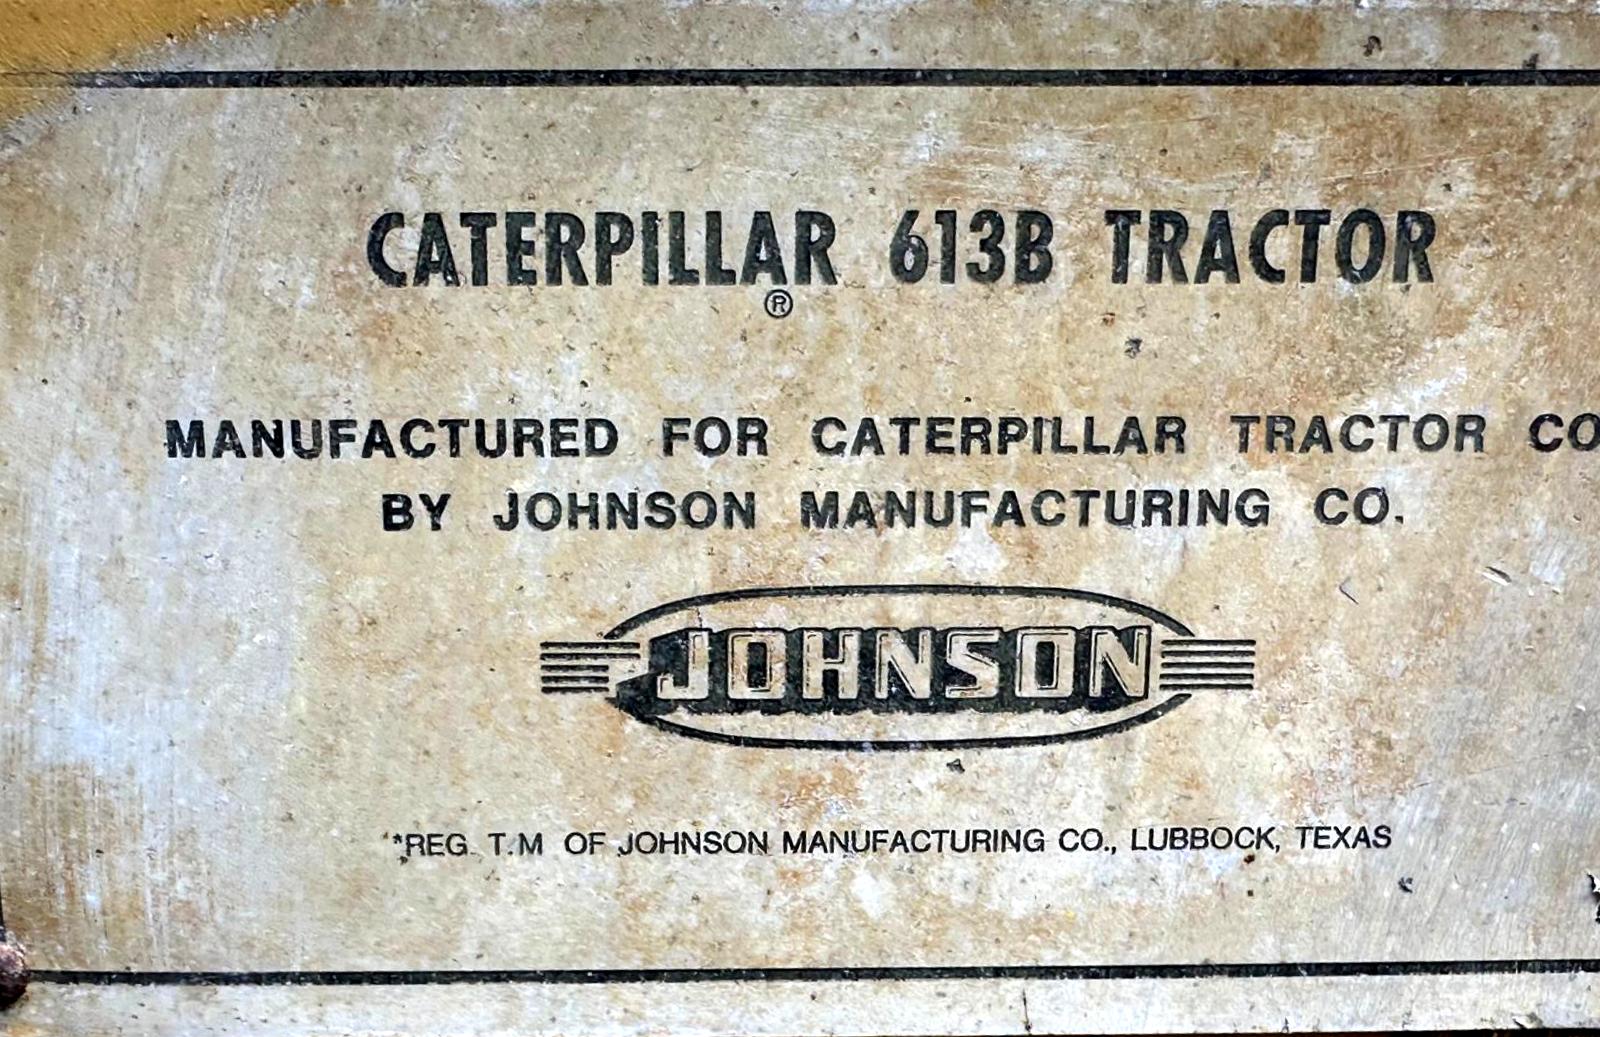 CATERPILLAR 613B TRACTOR
®
MANUFACTURED FOR CATERPILLAR TRACTOR CO
BY JOHNSON MANUFACTURING CO.
JOHNSON
*REG. T.M OF JOHNSON MANUFACTURING CO., LUBBOCK, TEXAS